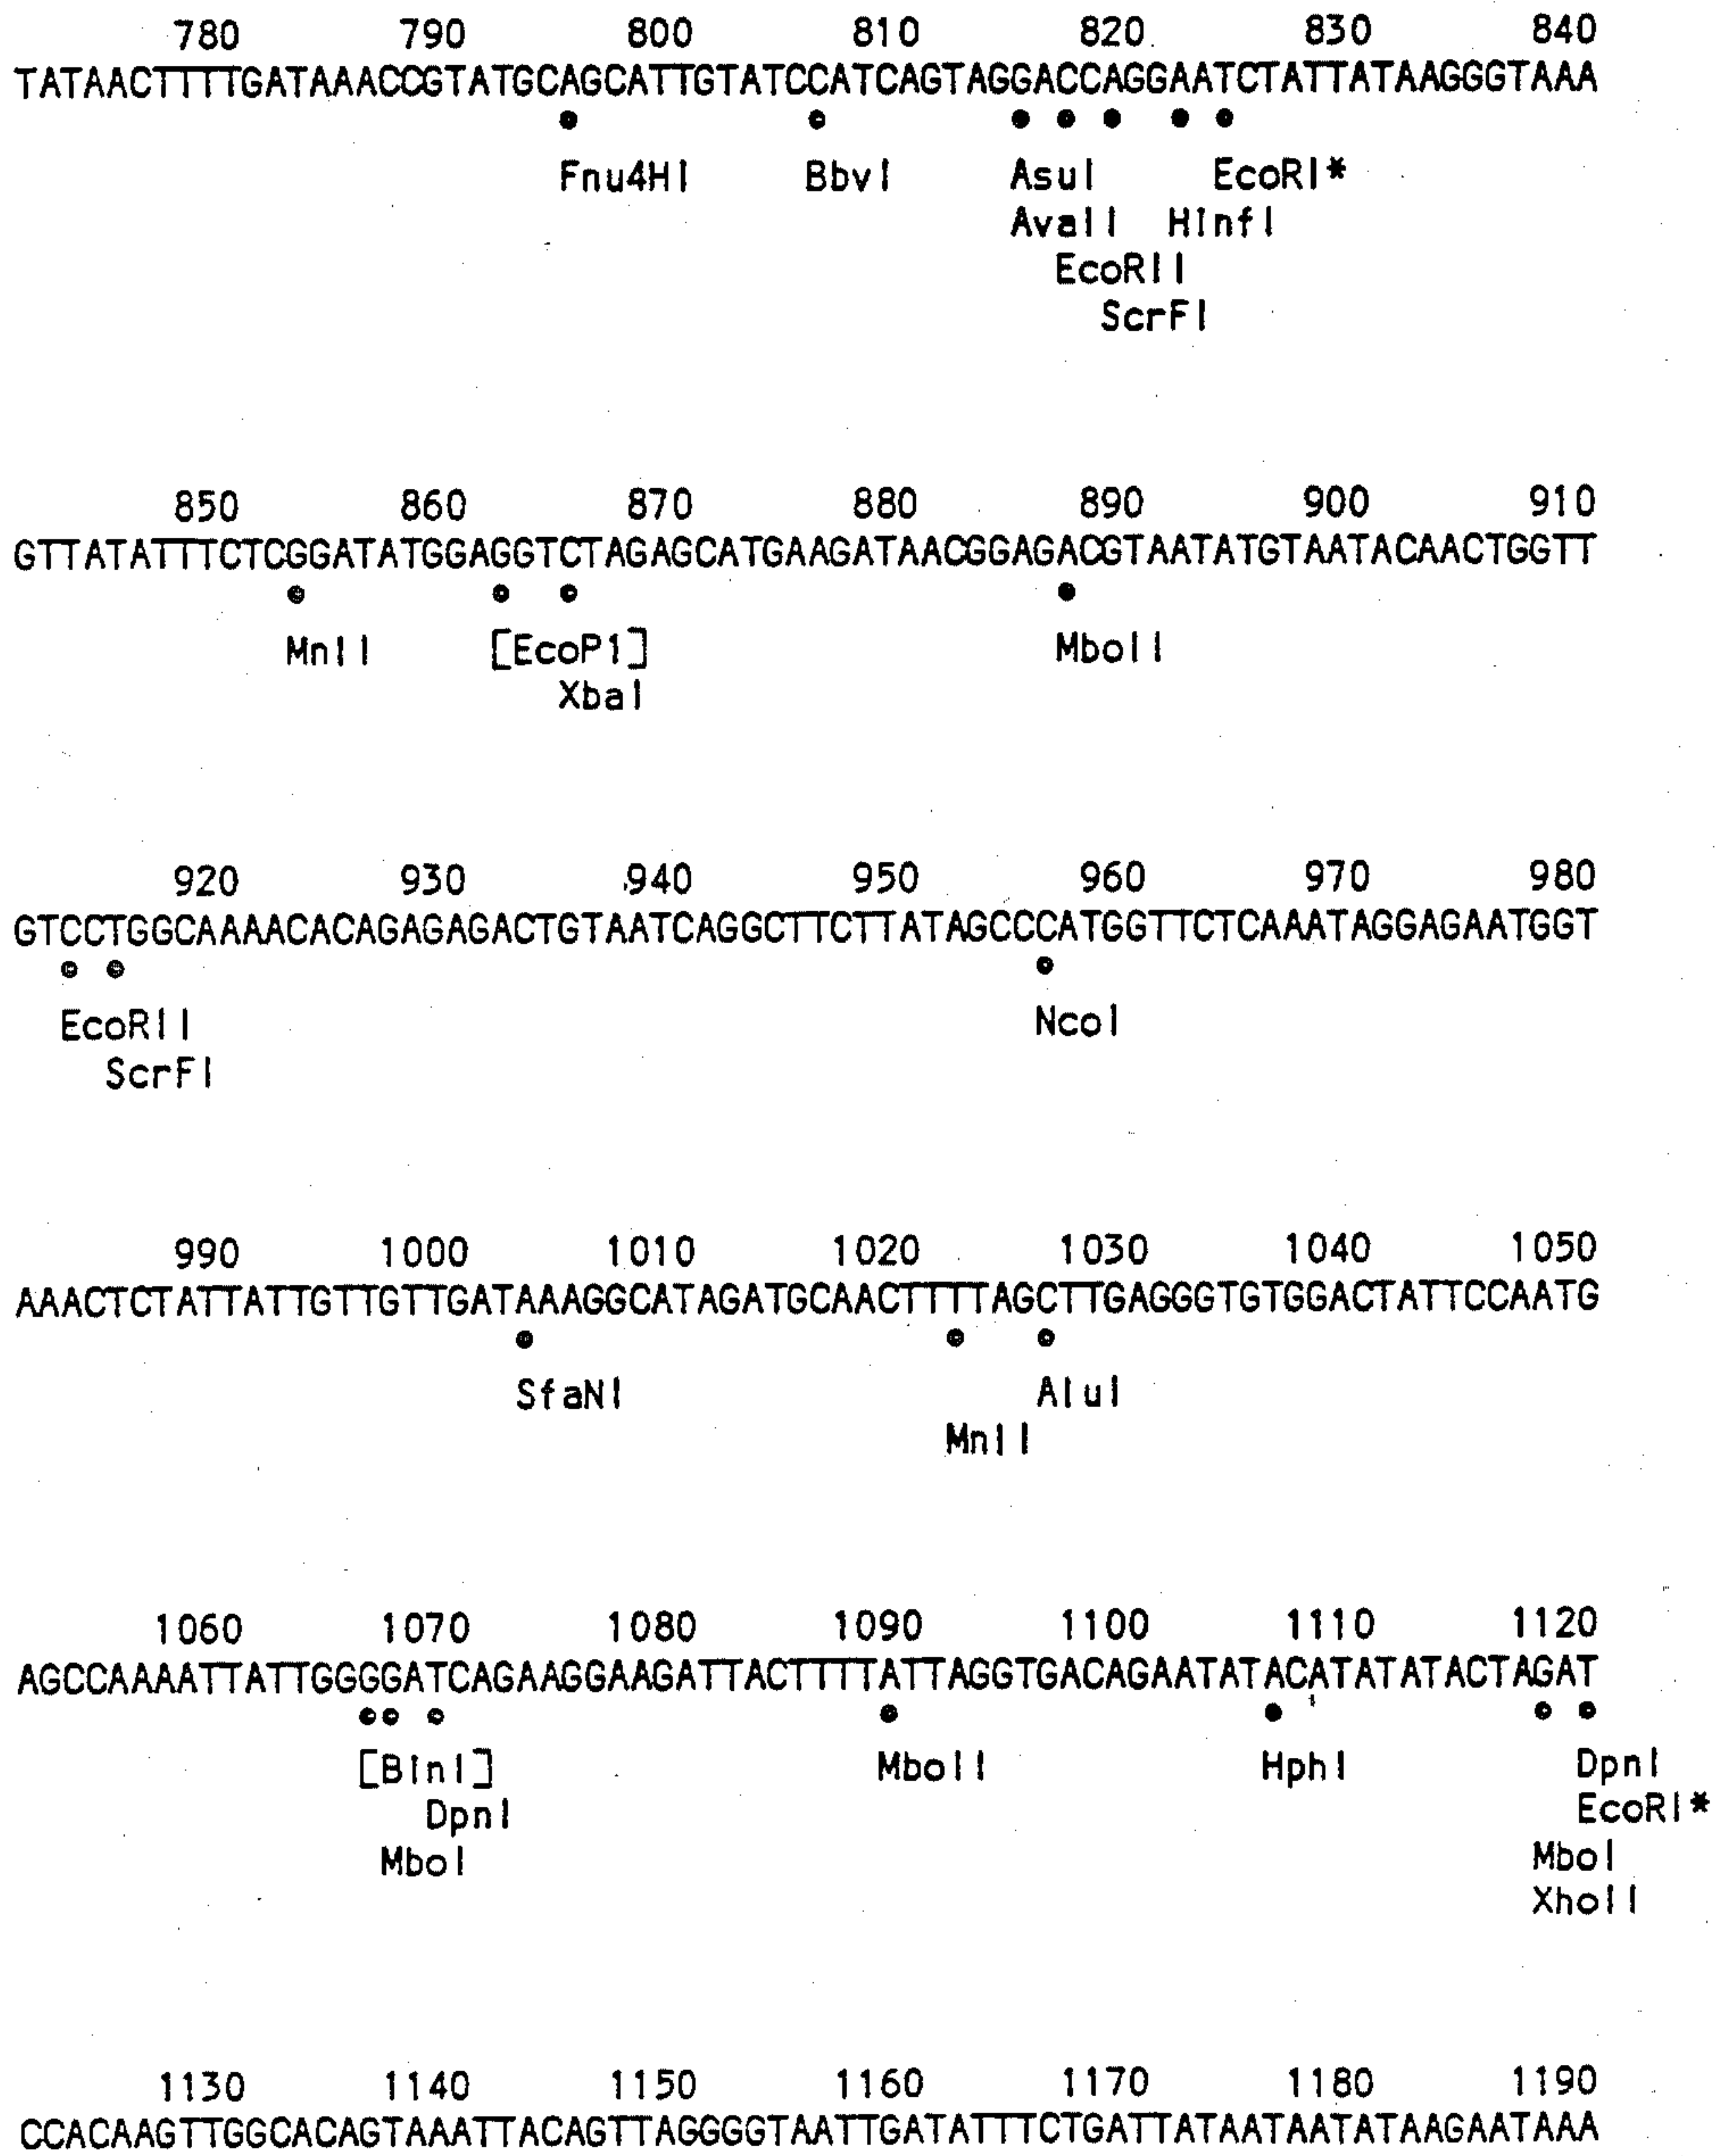 780 790 800 810 820 830 840
TATAACTTTTGATAAACCGTATGCAGCATTGTATCCATCAGTAGGACCAGGAATCTATTATAAGGGTAAA
Fnu4HI BbvI AsuI EcoRI*
AvaII HinfI
EcoRII
ScrFI
850 860 870 880 890 900 910
GTTATATTTCTCGGATATGGAGGTCTAGAGCATGAAGATAACGGAGACGTAATATGTAATACAACTGGTT
MnlI [EcoP1] MboII
XbaI
920 930 940 950 960 970 980
GTCCTGGCAAAACACAGAGAGACTGTAATCAGGCTTCTTATAGCCCATGGTTCTCAAATAGGAGAATGGT
EcoRII NcoI
ScrFI
990 1000 1010 1020 1030 1040 1050
AAACTCTATTATTGTTGTTGATAAAGGCATAGATGCAACTTTTAGCTTGAGGGTGTGGACTATTCCAATG
SfaNI AluI
MnlI
1060 1070 1080 1090 1100 1110 1120
AGCCAAAATTATTGGGGATCAGAAGGAAGATTACTTTTATTAGGTGACAGAATATACATATATACTAGAT
[BinI] MboII HphI DpnI
DpnI EcoRI*
MboI MboI
XhoII
1130 1140 1150 1160 1170 1180 1190
CCACAAGTTGGCACAGTAAATTACAGTTAGGGGTAATTGATATTTCTGATTATAATAATATAAGAATAAA